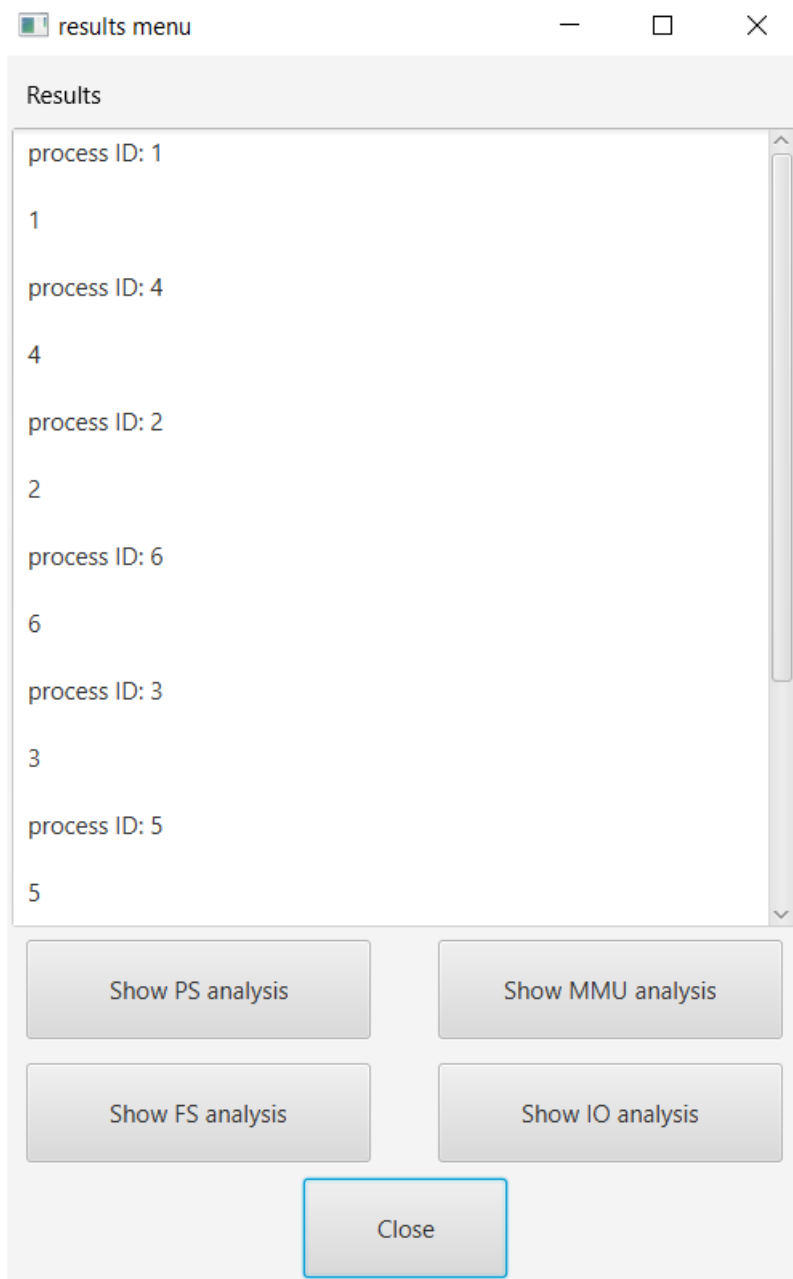 results menu
Results
process ID: 1
1
process ID: 4
4
process ID: 2
2
process ID: 6
6
process ID: 3
3
process ID: 5
5
Show PS analysis
Show MMU analysis
Show FS analysis
Show IO analysis
Close